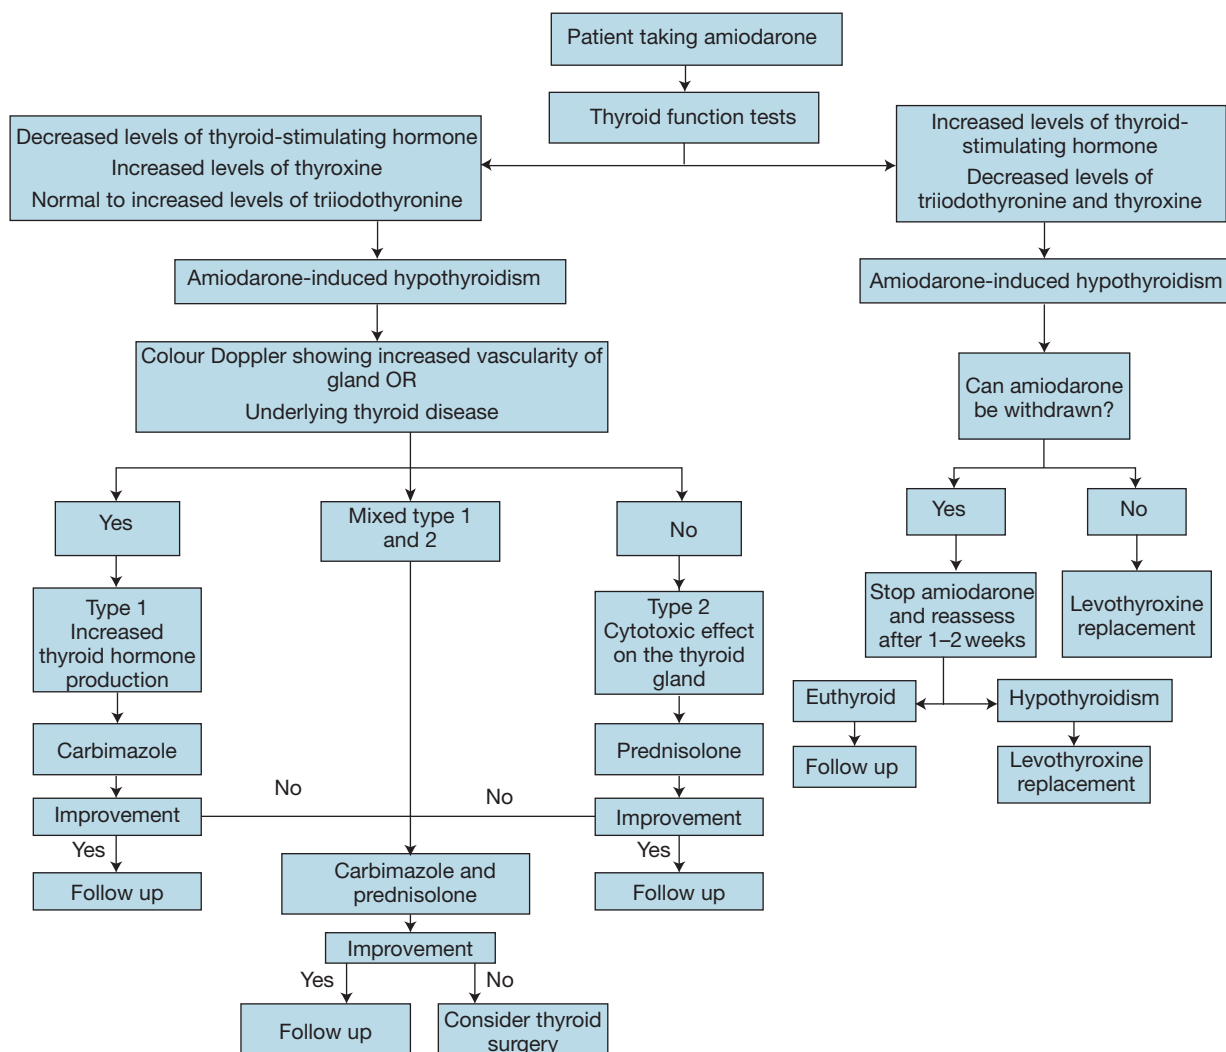 Patient taking amiodarone
Thyroid function tests
Decreased levels of thyroid-stimulating hormone
Increased levels of thyroxine
Normal to increased levels of triiodothyronine
Increased levels of thyroid-
stimulating hormone
Decreased levels of
triiodothyronine and thyroxine
Amiodarone-induced hypothyroidism
Amiodarone-induced hypothyroidism
Colour Doppler showing increased vascularity of
gland OR
Underlying thyroid disease
Can amiodarone
be withdrawn?
Yes
Mixed type 1
and 2
No
Yes
No
Type 1
Increased
thyroid hormone
production
Type 2
Cytotoxic effect
on the thyroid
gland
Stop amiodarone
and reassess
after 1–2 weeks
Levothyroxine
replacement
Euthyroid
Hypothyroidism
Carbimazole
Prednisolone
Follow up
Levothyroxine
replacement
No
No
Improvement
Improvement
Yes
Yes
Follow up
Carbimazole and
prednisolone
Follow up
Improvement
Yes
No
Follow up
Consider thyroid
surgery